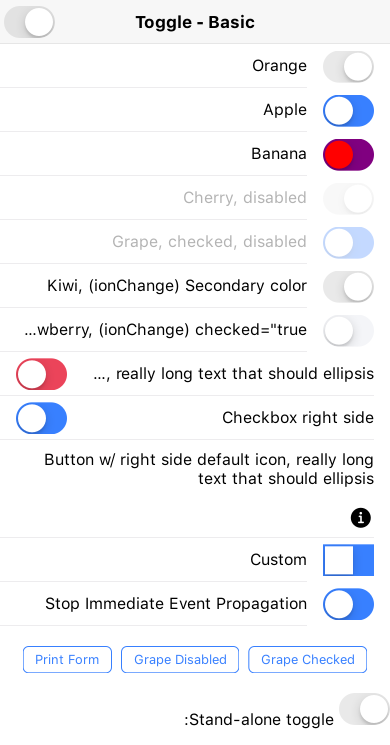 Toggle - Basic
Orange
Apple
Banana
Cherry, disabled
Grape, checked, disabled
Kiwi, (ionChange) Secondary color
...wberry, (ionChange) checked="true
..., really long text that should ellipsis
Checkbox right side
Button w/ right side default icon, really long
text that should ellipsis
Custom
Stop Immediate Event Propagation
Print Form Grape Disabled Grape Checked
:Stand-alone toggle